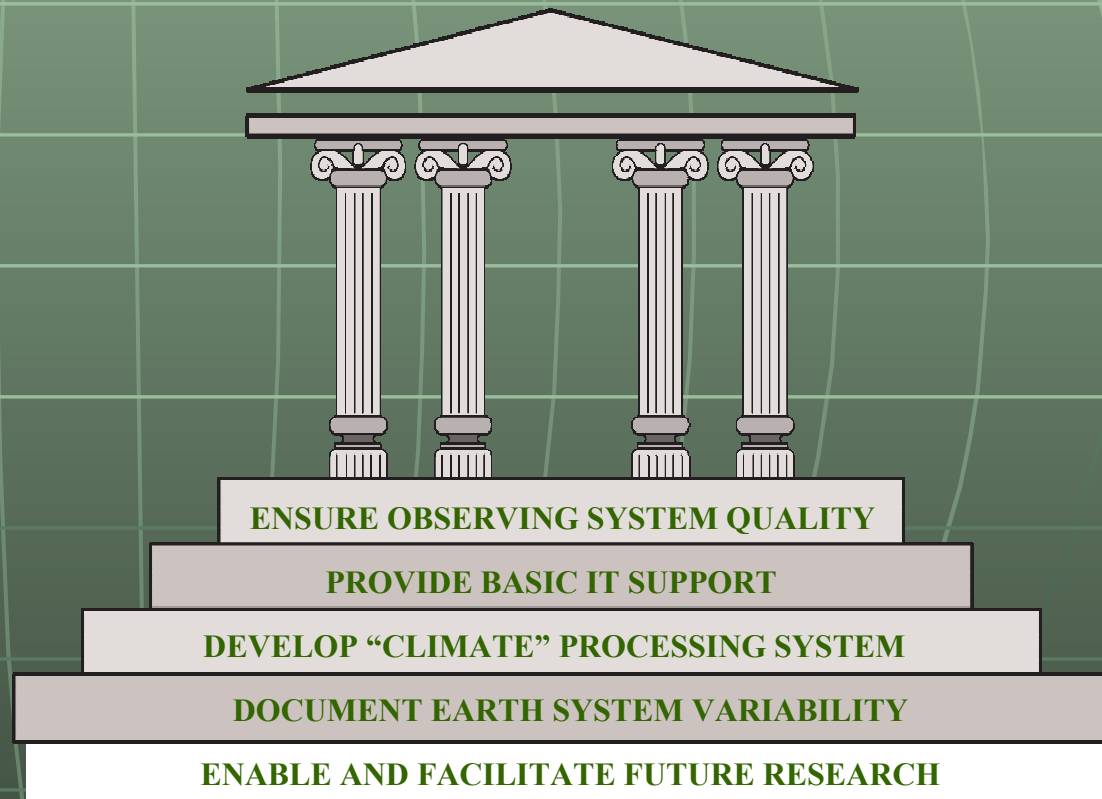 ENSURE OBSERVING SYSTEM QUALITY
PROVIDE BASIC IT SUPPORT
DEVELOP “CLIMATE” PROCESSING SYSTEM
DOCUMENT EARTH SYSTEM VARIABILITY
ENABLE AND FACILITATE FUTURE RESEARCH